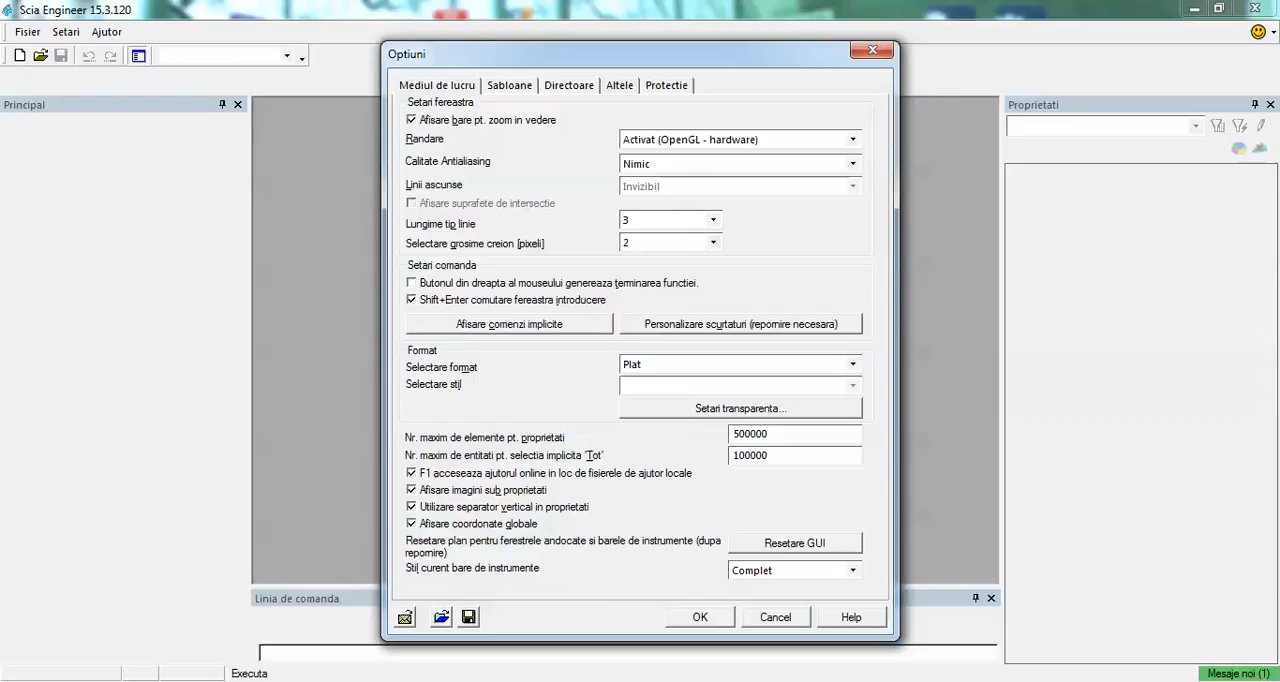 Scia Engineer 15.3.120
Fisier Setari Ajutor
Principal
Optiuni
Mediul de lucru Sabloane Directoare Altele Protectie
Setari fereastra
Afisare bare pt. zoom in vedere
Randare Activat (OpenGL - hardware)
Calitate Antialiasing Nimic
Linii ascunse Invizibil
Afisare suprafete de intersectie
Lungime tip linie 3
Selectare grosime creion [pixeli] 2
Setari comanda
Butonul din dreapta al mouseului genereaza terminarea functiei.
Shift+Enter comutare fereastra introducere
Afisare comenzi implicite Personalizare scurtaturi (repornire necesara)
Format
Selectare format Plat
Selectare stil
Setari transparenta...
Nr. maxim de elemente pt. proprietati 500000
Nr. maxim de entitati pt. selectia implicita 'Tot' 100000
F1 acceseaza ajutorul online in loc de fisierele de ajutor locale
Afisare imagini sub proprietati
Utilizare separator vertical in proprietati
Afisare coordonate globale
Resetare plan pentru ferestrele andocate si barele de instrumente (dupa
repornire)
Resetare GUI
Stil curent bare de instrumente Complet
OK Cancel Help
Proprietati
Linia de comanda
Executa
Mesaje noi (1)